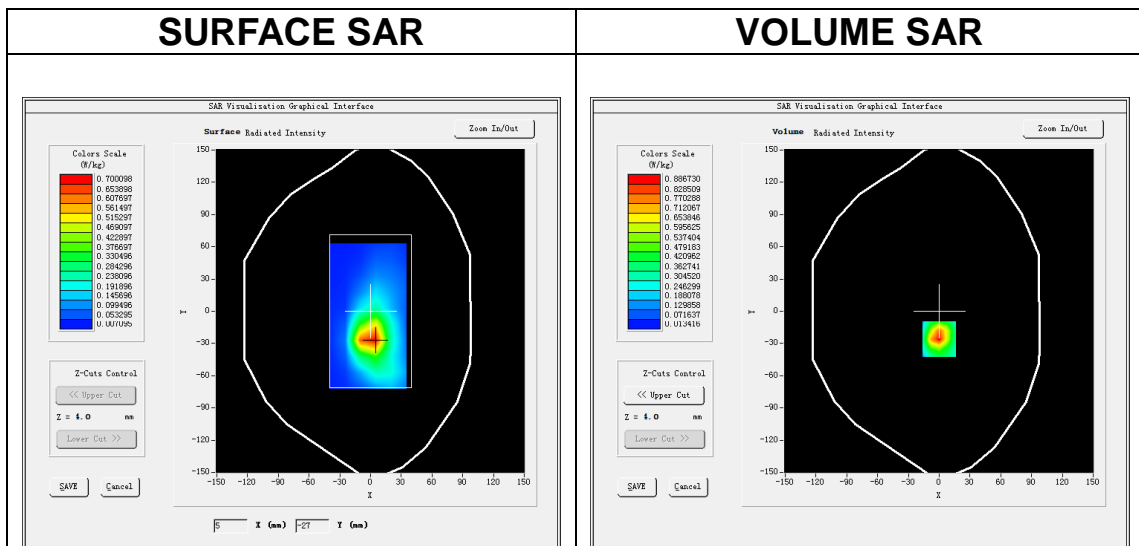 SURFACE SAR
VOLUME SAR
SAR Visualisation Graphical Interface
Surface Radiated Intensity
Zoom In/Out
Colors Scale
(W/kg)
0.700098
0.653898
0.607697
0.561497
0.515297
0.469097
0.422897
0.376697
0.330496
0.284296
0.238096
0.191896
0.145696
0.099496
0.053295
0.007095
150
120
90
60
30
0
-30
-60
-90
-120
-150
Y
-150 -120 -90 -60 -30 0 30 60 90 120 150
X
Z-Cuts Control
<< Upper Cut
Z = 4.0 mm
Lower Cut >>
SAVE Cancel
5 X (mm) -27 Y (mm)
SAR Visualisation Graphical Interface
Volume Radiated Intensity
Zoom In/Out
Colors Scale
(W/kg)
0.886730
0.828509
0.770288
0.712067
0.653846
0.595625
0.537404
0.479183
0.420962
0.362741
0.304520
0.246299
0.188078
0.129858
0.071637
0.013416
150
120
90
60
30
0
-30
-60
-90
-120
-150
Y
-150 -120 -90 -60 -30 0 30 60 90 120 150
X
Z-Cuts Control
<< Upper Cut
Z = 4.0 mm
Lower Cut >>
SAVE Cancel